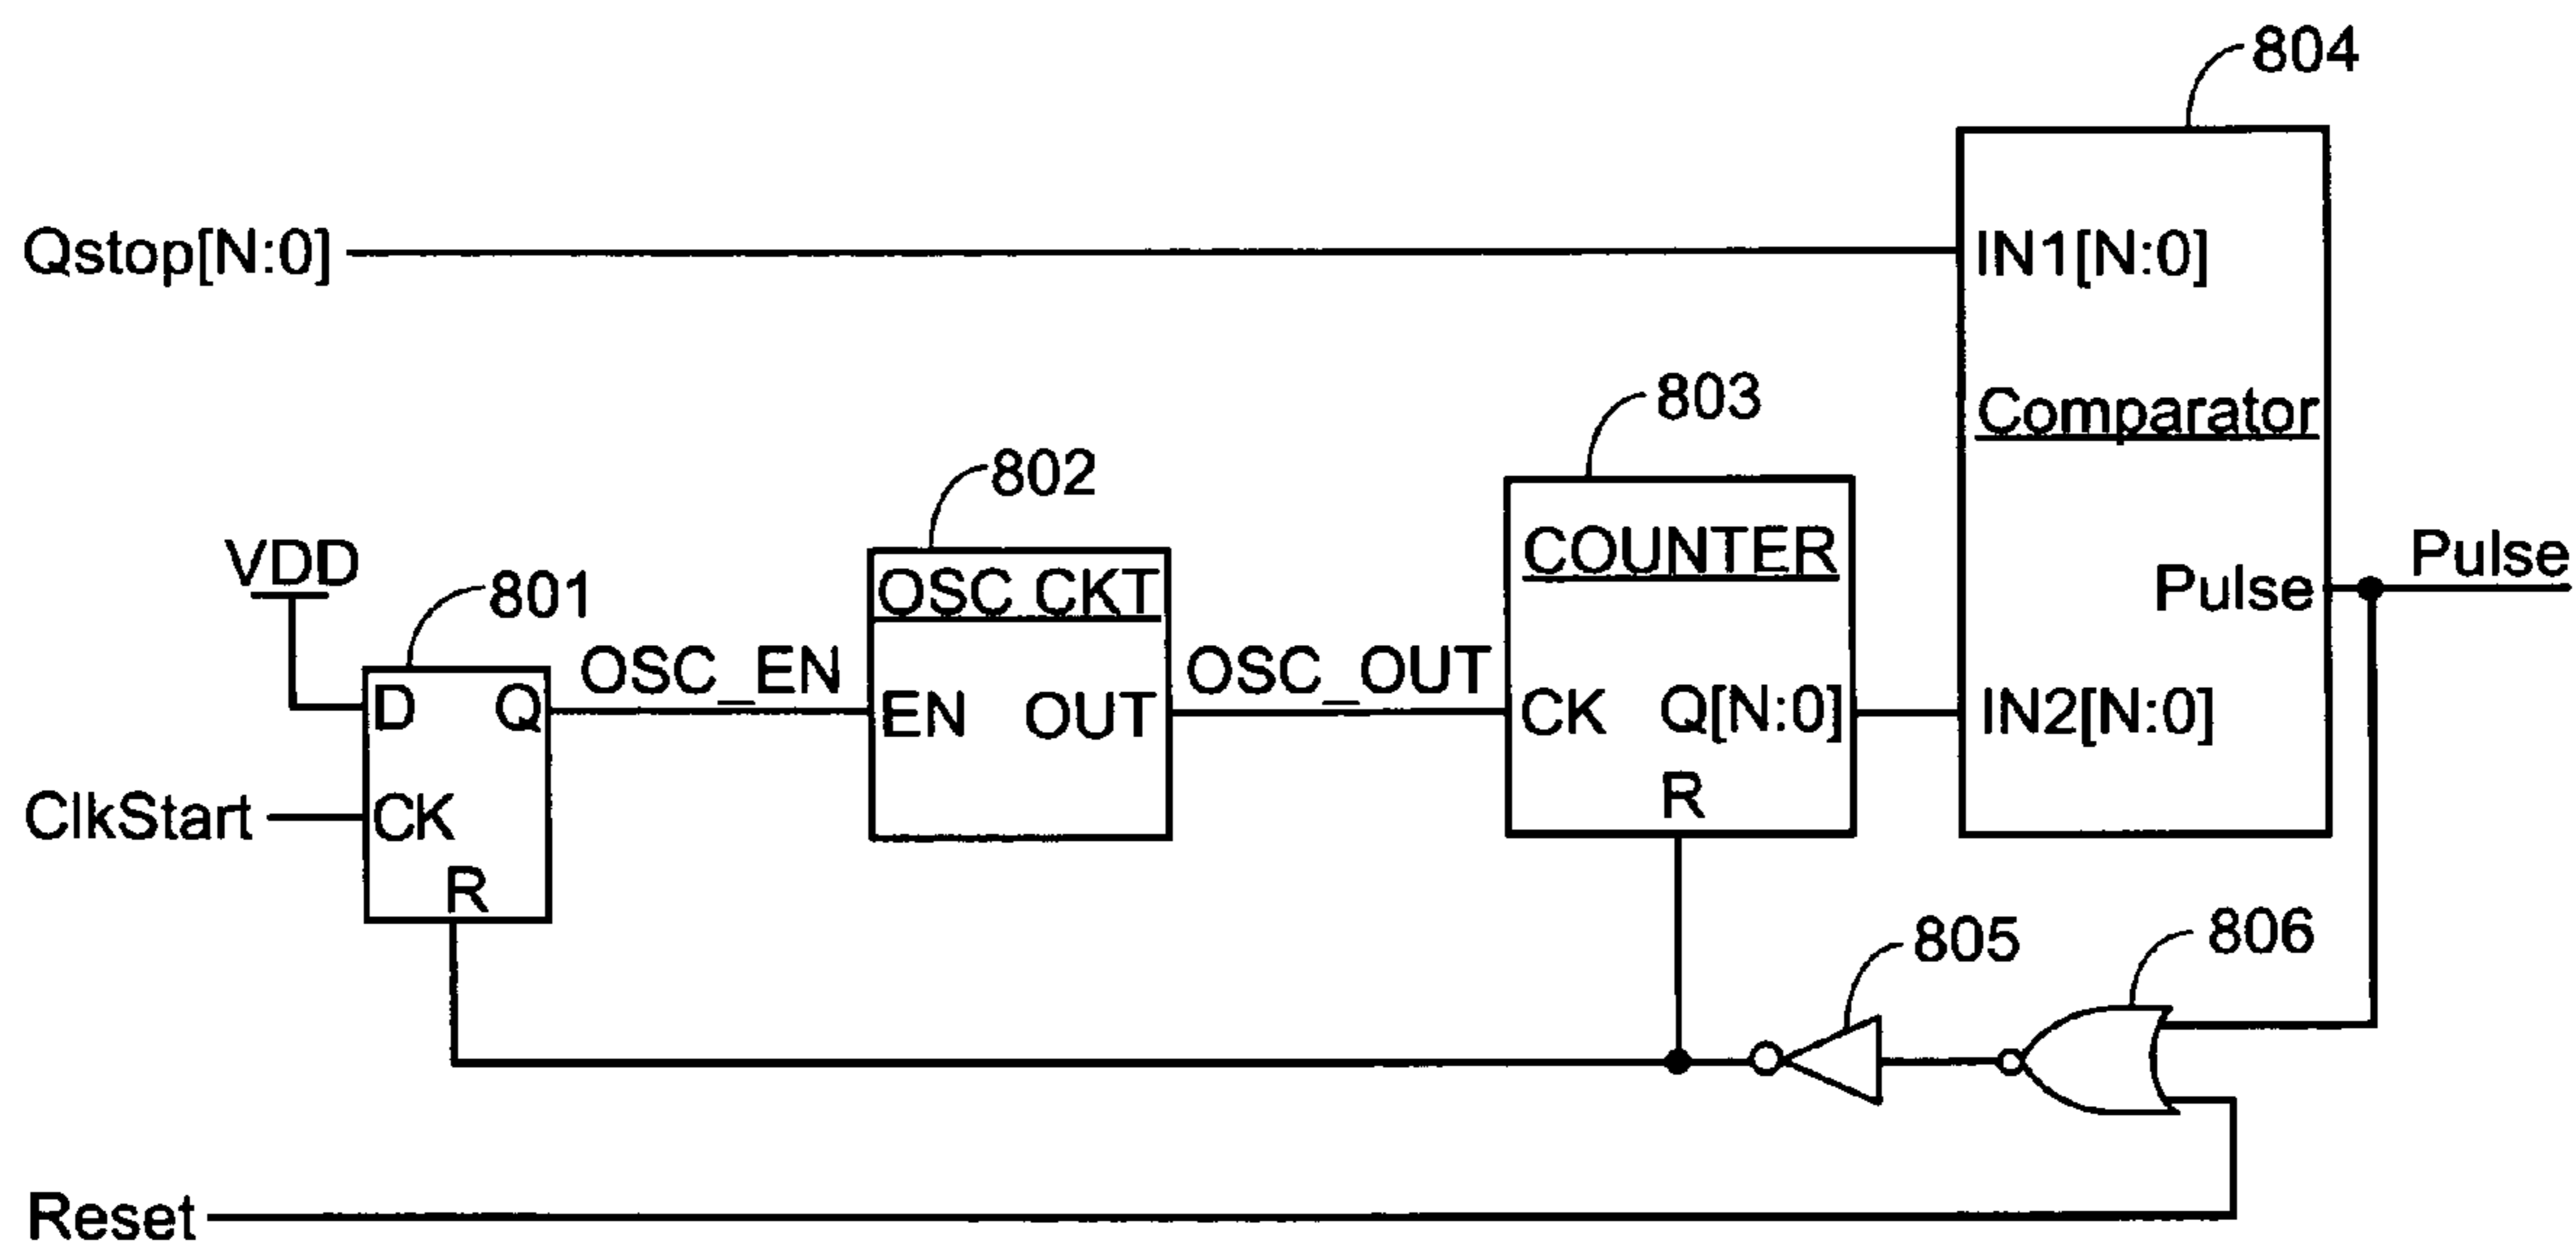 804
Qstop[N:0]
IN1[N:0]
803
Comparator
802
VDD
801
OSC CKT
COUNTER
Pulse
Pulse
D
Q
OSC_EN
EN
OUT
OSC_OUT
CK
Q[N:0]
IN2[N:0]
R
ClkStart
CK
R
805
806
Reset